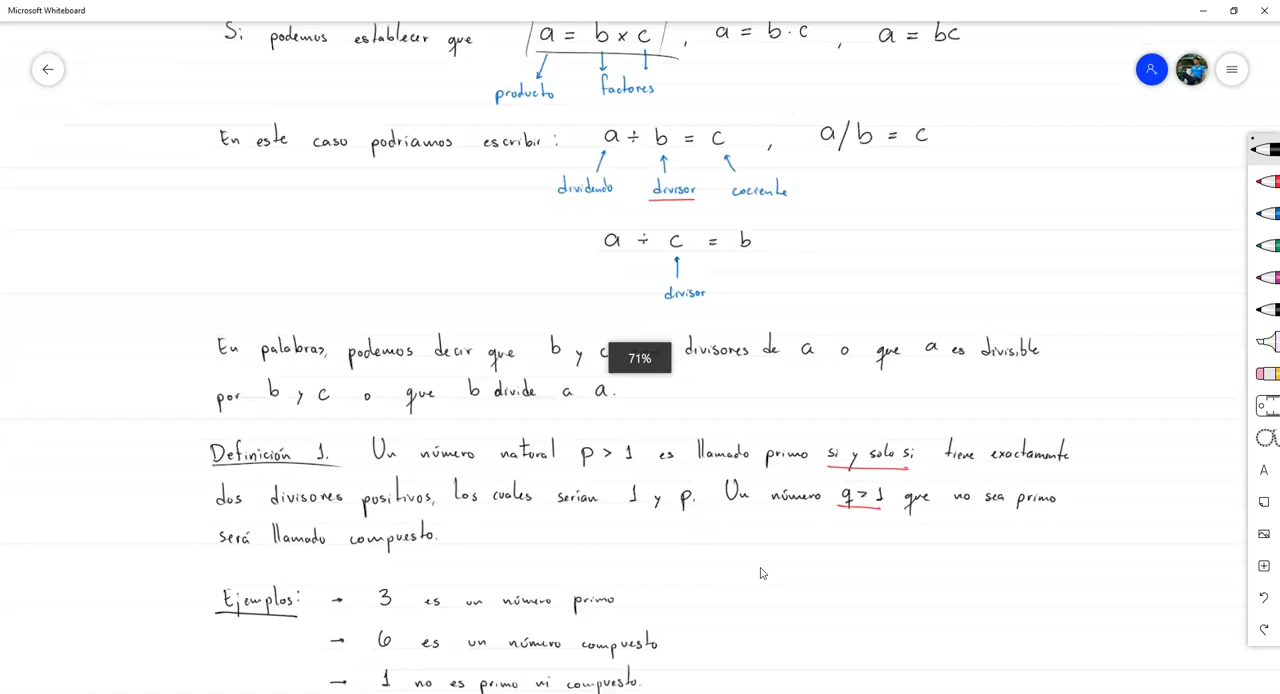 Microsoft Whiteboard
Si podemos establecer que a = b × c , a = b · c , a = bc
producto factores
En este caso podríamos escribir: a ÷ b = c , a/b = c
dividendo divisor cociente
a ÷ c = b
divisor
En palabras, podemos decir que b y c divisores de a o que a es divisible
71%
por b y c o que b divide a a.
Definición 1. Un número natural p > 1 es llamado primo si y solo si tiene exactamente
dos divisores positivos, los cuales serían 1 y p. Un número q > 1 que no sea primo
será llamado compuesto.
Ejemplos: → 3 es un número primo
→ 6 es un número compuesto
→ 1 no es primo ni compuesto.
A